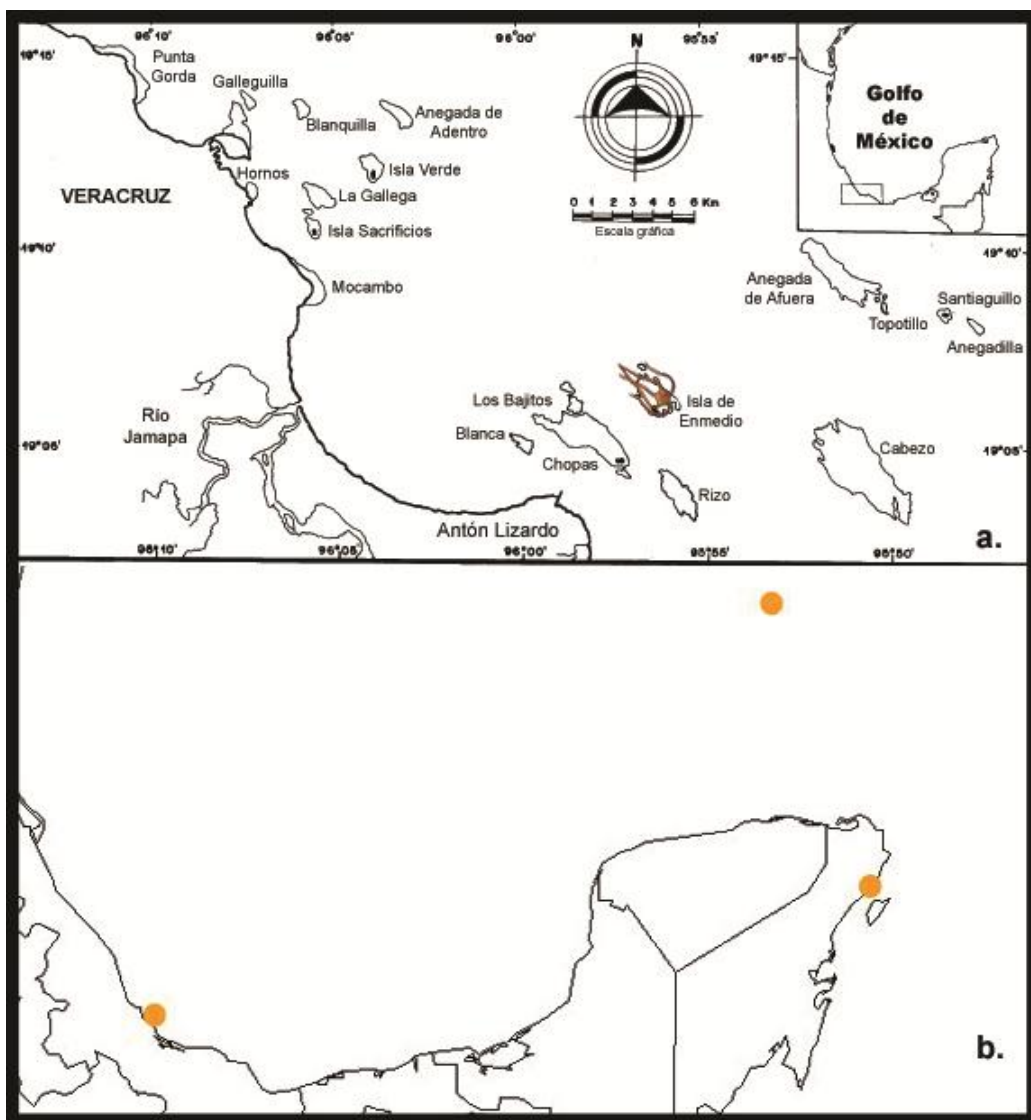 96°10'
96°05'
96°00'
95°55'
19°15'
Punta
Gorda
Galleguilla
Blanquilla
Anegada de
Adentro
N
19°15'
Golfo
de
México
Hornos
Isla Verde
VERACRUZ
La Gallega
0 1 2 3 4 5 6 Km
Escala gráfica
Isla Sacrificios
19°10'
19°10'
Mocambo
Anegada
de Afuera
Santiaguillo
Topotillo
Anegadilla
Los Bajitos
Isla de
Enmedio
Río
Jamapa
Blanca
19°05'
Cabezo
19°05'
Chopas
Rizo
Antón Lizardo
a.
96°10'
96°05'
96°00'
95°55'
95°50'
b.